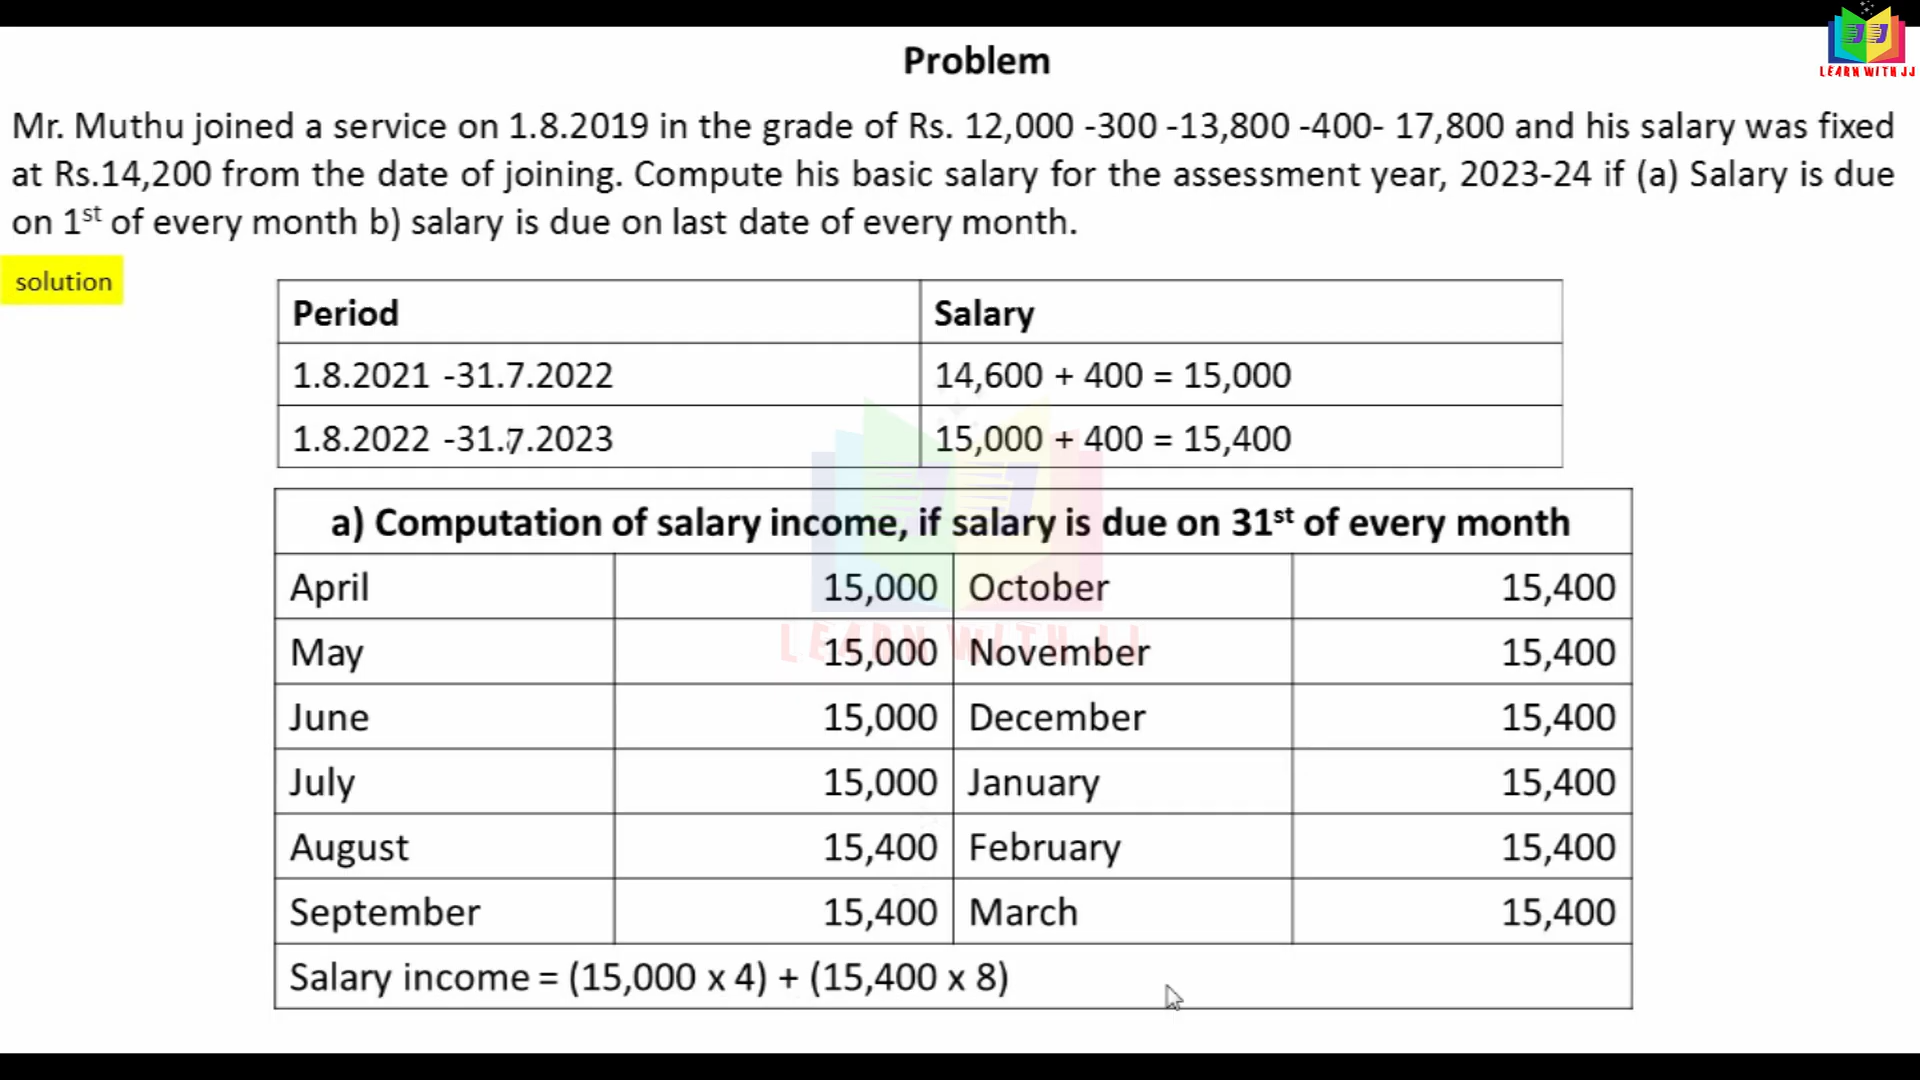 LEARN WITH JJ
Problem
Mr. Muthu joined a service on 1.8.2019 in the grade of Rs. 12,000 -300 -13,800 -400- 17,800 and his salary was fixed
at Rs.14,200 from the date of joining. Compute his basic salary for the assessment year, 2023-24 if (a) Salary is due
on 1st of every month b) salary is due on last date of every month.
solution
Period Salary
1.8.2021 -31.7.2022 14,600 + 400 = 15,000
1.8.2022 -31.7.2023 15,000 + 400 = 15,400
a) Computation of salary income, if salary is due on 31st of every month
April 15,000 October 15,400
May 15,000 November 15,400
LEARN WITH JJ
June 15,000 December 15,400
July 15,000 January 15,400
August 15,400 February 15,400
September 15,400 March 15,400
Salary income = (15,000 x 4) + (15,400 x 8)